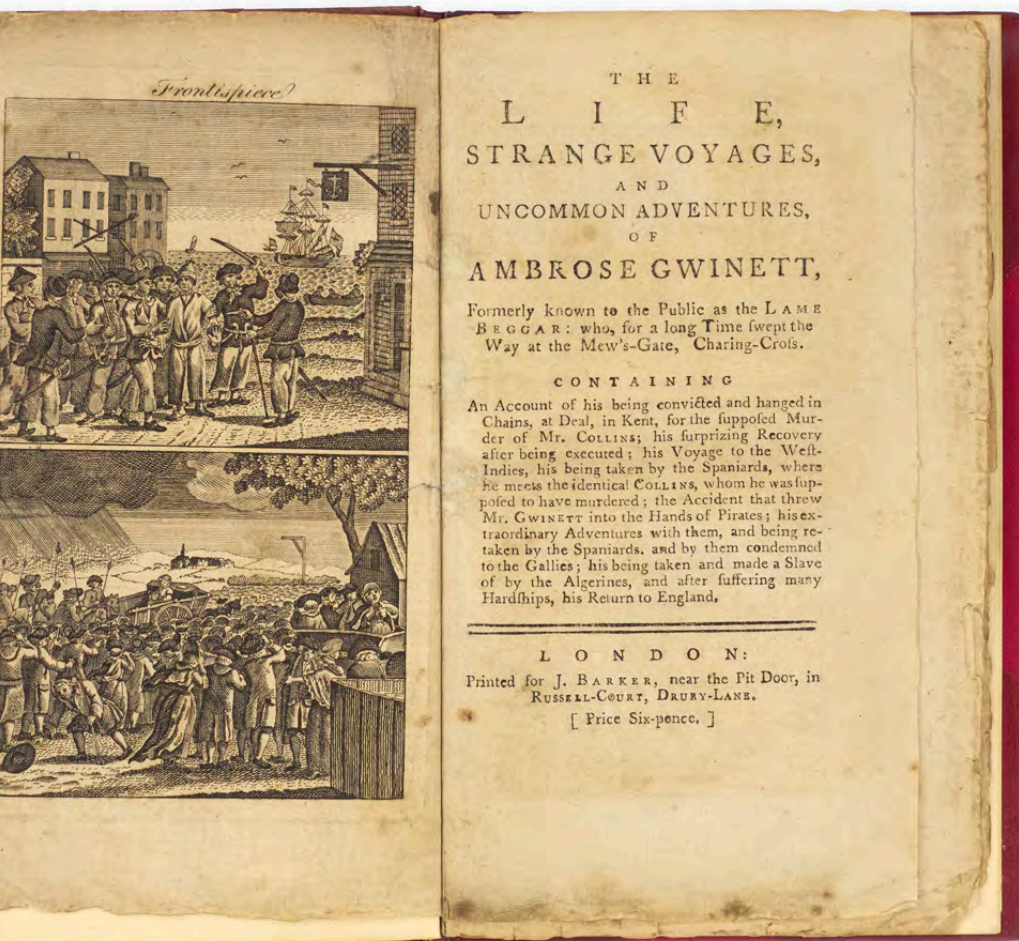 Frontispiece
THE
LIFE,
STRANGE VOYAGES,
AND
UNCOMMON ADVENTURES,
OF
AMBROSE GWINETT,
Formerly known to the Public as the LAME
BEGGAR: who, for a long Time ſwept the
Way at the Mew's-Gate, Charing-Croſs.
CONTAINING
An Account of his being convicted and hanged in
Chains, at Deal, in Kent, for the ſuppoſed Mur-
der of Mr. COLLINS; his ſurprizing Recovery
after being executed; his Voyage to the Weſt-
Indies, his being taken by the Spaniards, where
he meets the identical COLLINS, whom he was ſup-
poſed to have murdered; the Accident that threw
Mr. GWINETT into the Hands of Pirates; his ex-
traordinary Adventures with them, and being re-
taken by the Spaniards. and by them condemned
to the Gallies; his being taken and made a Slave
of by the Algerines, and after ſuffering many
Hardſhips, his Return to England.
LONDON:
Printed for J. BARKER, near the Pit Door, in
RUSSELL-COURT, DRURY-LANE.
[ Price Six-pence. ]